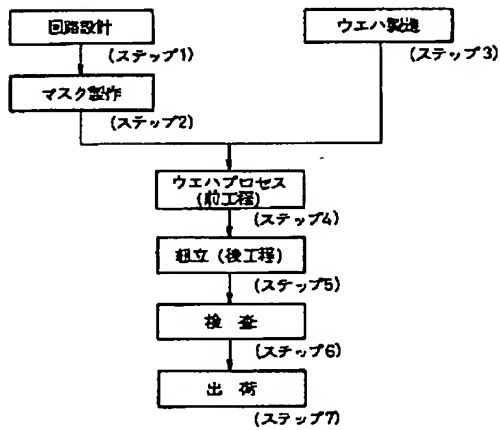 回路設計
(ステップ1)
マスク製作
(ステップ2)
ウエハ製造
(ステップ3)
ウエハプロセス
(前工程)
(ステップ4)
組立(後工程)
(ステップ5)
検 査
(ステップ6)
出 荷
(ステップ7)